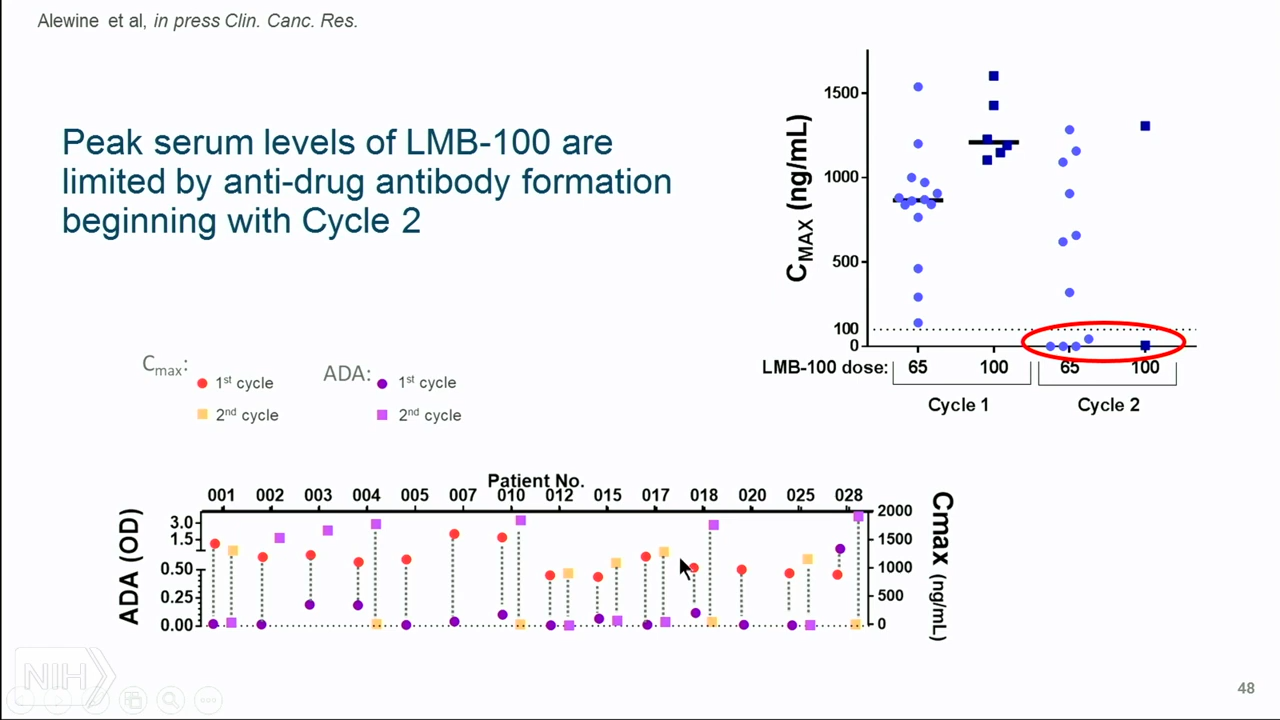 Alewine et al, in press Clin. Canc. Res.
Peak serum levels of LMB-100 are
limited by anti-drug antibody formation
beginning with Cycle 2
CMAX (ng/mL)
1500
1000
500
100
0
LMB-100 dose: 65 100 65 100
Cycle 1 Cycle 2
Cmax: ADA:
1st cycle 1st cycle
2nd cycle 2nd cycle
Patient No.
001 002 003 004 005 007 010 012 015 017 018 020 025 028
ADA (OD)
3.0
1.5
0.50
0.25
0.00
Cmax (ng/mL)
2000
1500
1000
500
0
NIH
48